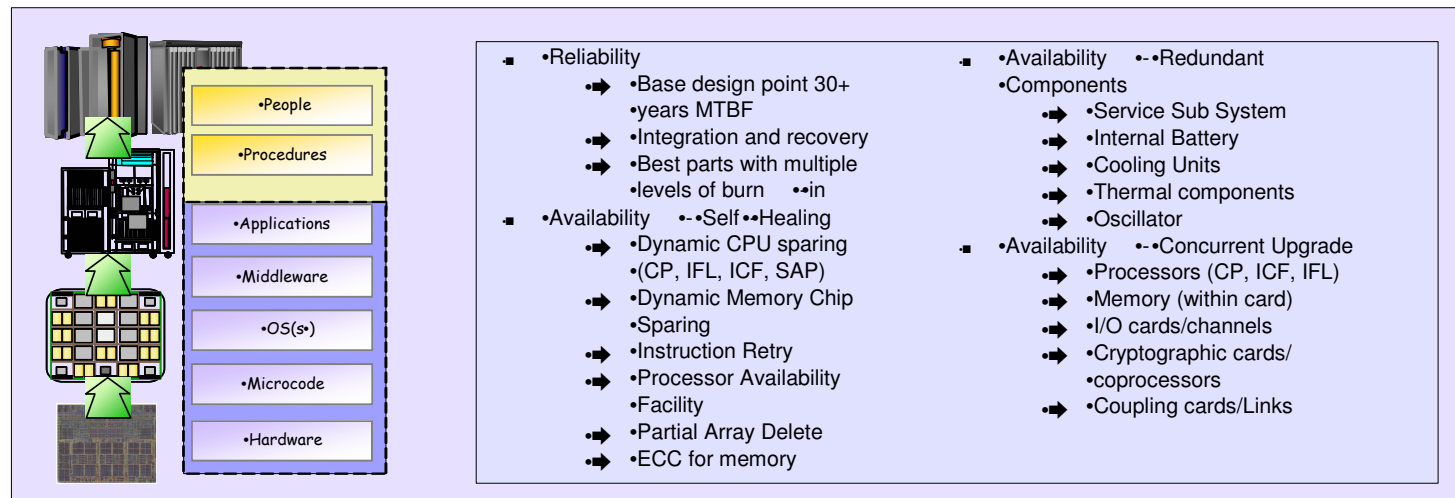 •People
•Procedures
•Applications
•Middleware
•OS(s•)
•Microcode
•Hardware
•Reliability
•Base design point 30+
•years MTBF
•Integration and recovery
•Best parts with multiple
•levels of burn •-•in
•Availability •-•Self•-•Healing
•Dynamic CPU sparing
•(CP, IFL, ICF, SAP)
•Dynamic Memory Chip
•Sparing
•Instruction Retry
•Processor Availability
•Facility
•Partial Array Delete
•ECC for memory
•Availability •-•Redundant
•Components
•Service Sub System
•Internal Battery
•Cooling Units
•Thermal components
•Oscillator
•Availability •-•Concurrent Upgrade
•Processors (CP, ICF, IFL)
•Memory (within card)
•I/O cards/channels
•Cryptographic cards/
•coprocessors
•Coupling cards/Links